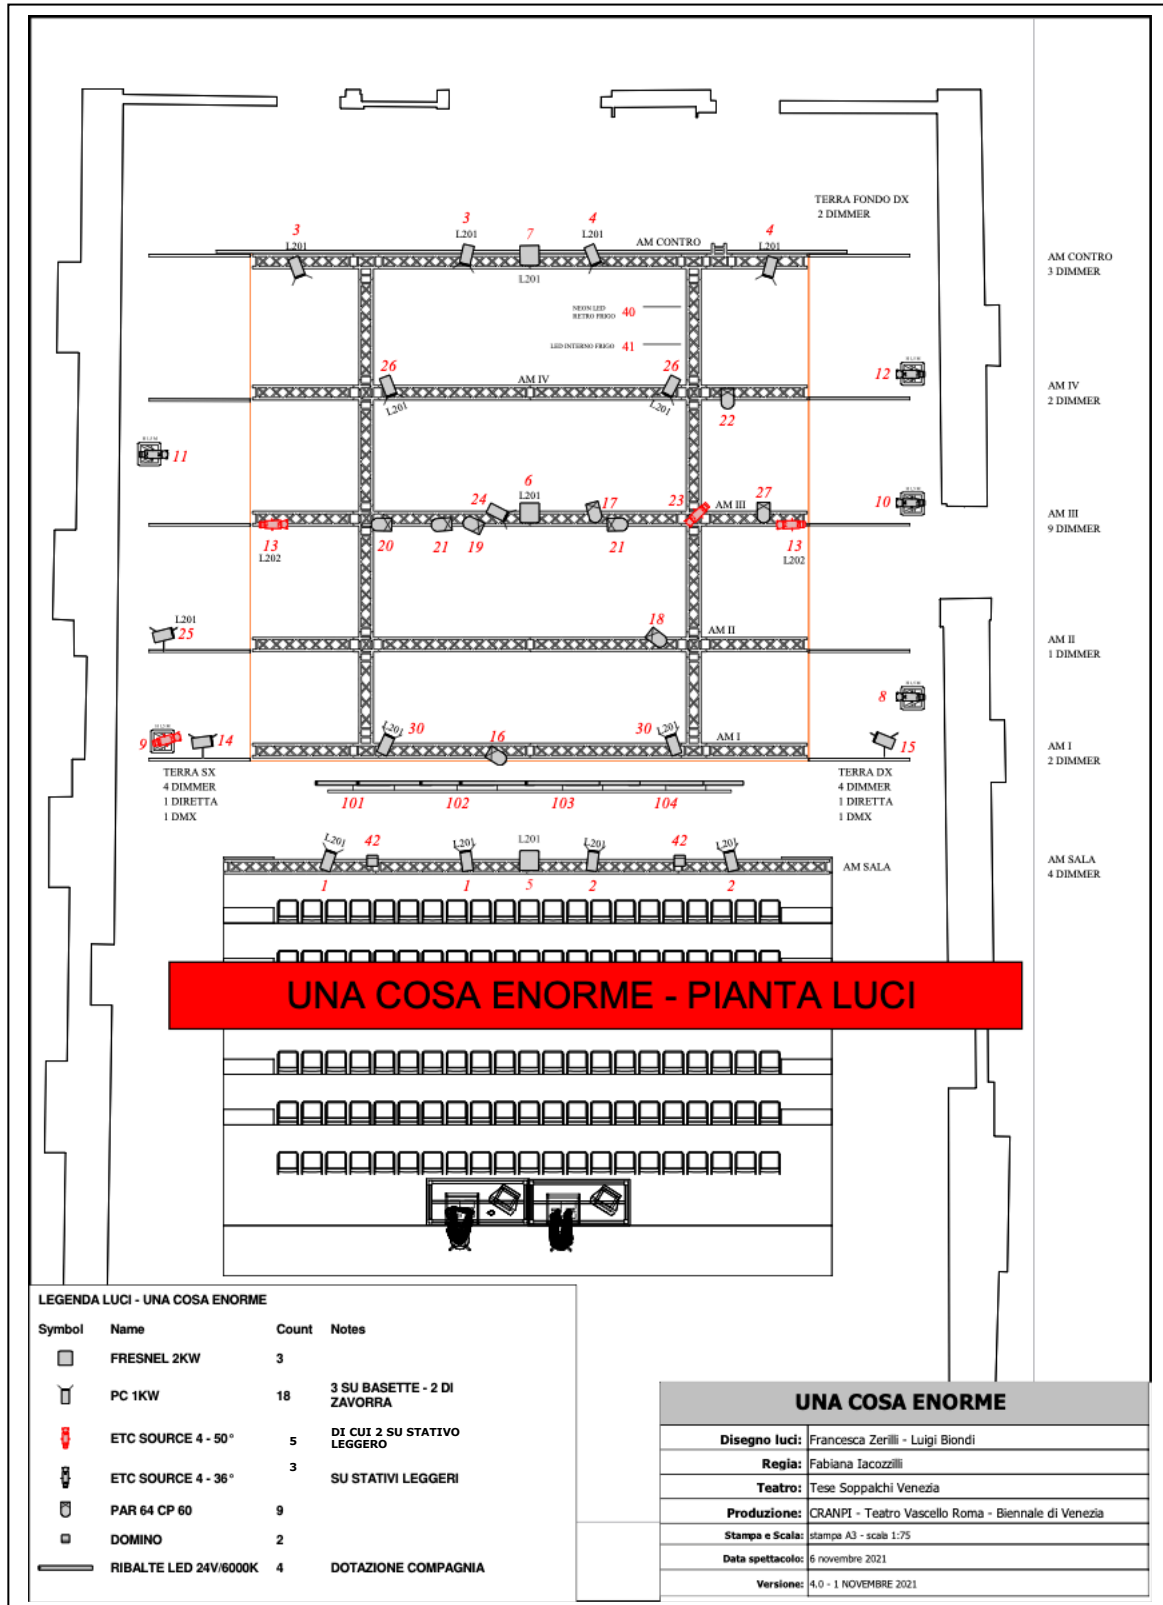 TERRA FONDO DX
2 DIMMER
3
3
7
4
4
L201
L201
L201
L201
AM CONTRO
L201
AM CONTRO
3 DIMMER
NEON LED
RETRO FRIGO
40
LED INTERNO FRIGO
41
12
26
26
AM IV
L201
L201
22
AM IV
2 DIMMER
11
6
L201
24
17
23
27
10
AM III
AM III
9 DIMMER
13
L202
20
21
19
21
13
L202
L201
25
18
AM II
AM II
1 DIMMER
8
9
14
L201
30
16
30
L201
AM I
15
AM I
2 DIMMER
TERRA SX
4 DIMMER
1 DIRETTA
1 DMX
TERRA DX
4 DIMMER
1 DIRETTA
1 DMX
101
102
103
104
L201
42
L201
L201
L201
42
L201
AM SALA
1
1
5
2
2
AM SALA
4 DIMMER
UNA COSA ENORME - PIANTA LUCI
LEGENDA LUCI - UNA COSA ENORME
Symbol Name Count Notes
FRESNEL 2KW 3
PC 1KW 18 3 SU BASETTE - 2 DI
ZAVORRA
ETC SOURCE 4 - 50° 5 DI CUI 2 SU STATIVO
LEGGERO
ETC SOURCE 4 - 36° 3 SU STATIVI LEGGERI
PAR 64 CP 60 9
DOMINO 2
RIBALTE LED 24V/6000K 4 DOTAZIONE COMPAGNIA
UNA COSA ENORME
Disegno luci: Francesca Zerilli - Luigi Biondi
Regia: Fabiana Iacozzilli
Teatro: Tese Soppalchi Venezia
Produzione: CRANPI - Teatro Vascello Roma - Biennale di Venezia
Stampa e Scala: stampa A3 - scala 1:75
Data spettacolo: 6 novembre 2021
Versione: 4.0 - 1 NOVEMBRE 2021